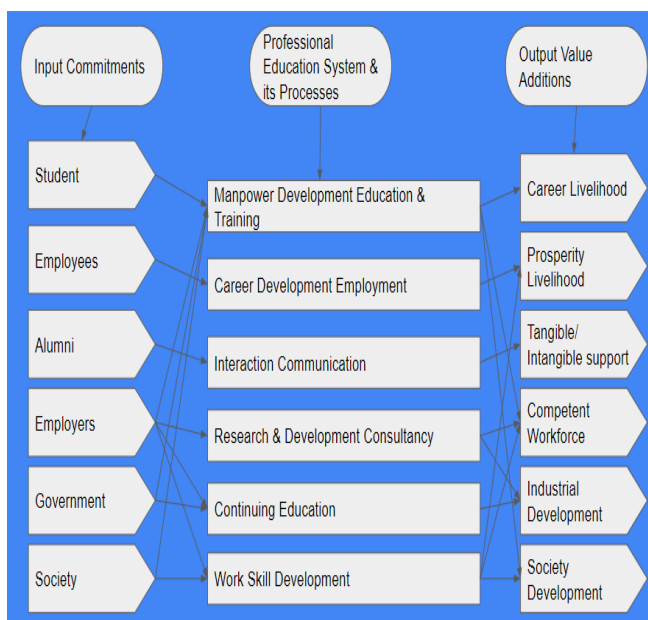 Input Commitments
Professional
Education System &
its Processes
Output Value
Additions
Student
Employees
Alumni
Employers
Government
Society
Manpower Development Education &
Training
Career Development Employment
Interaction Communication
Research & Development Consultancy
Continuing Education
Work Skill Development
Career Livelihood
Prosperity
Livelihood
Tangible/
Intangible support
Competent
Workforce
Industrial
Development
Society
Development